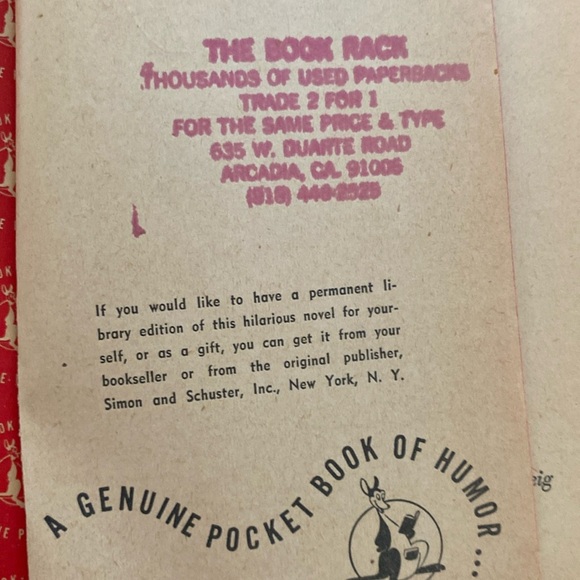 THE BOOK RACK
THOUSANDS OF USED PAPERBACKS
TRADE 2 FOR 1
FOR THE SAME PRICE & TYPE
635 W. DUARTE ROAD
ARCADIA, CA. 91006
(818) 446-2525
If you would like to have a permanent li-
brary edition of this hilarious novel for your-
self, or as a gift, you can get it from your
bookseller or from the original publisher,
Simon and Schuster, Inc., New York, N. Y.
A GENUINE POCKET BOOK OF HUMOR...
eig